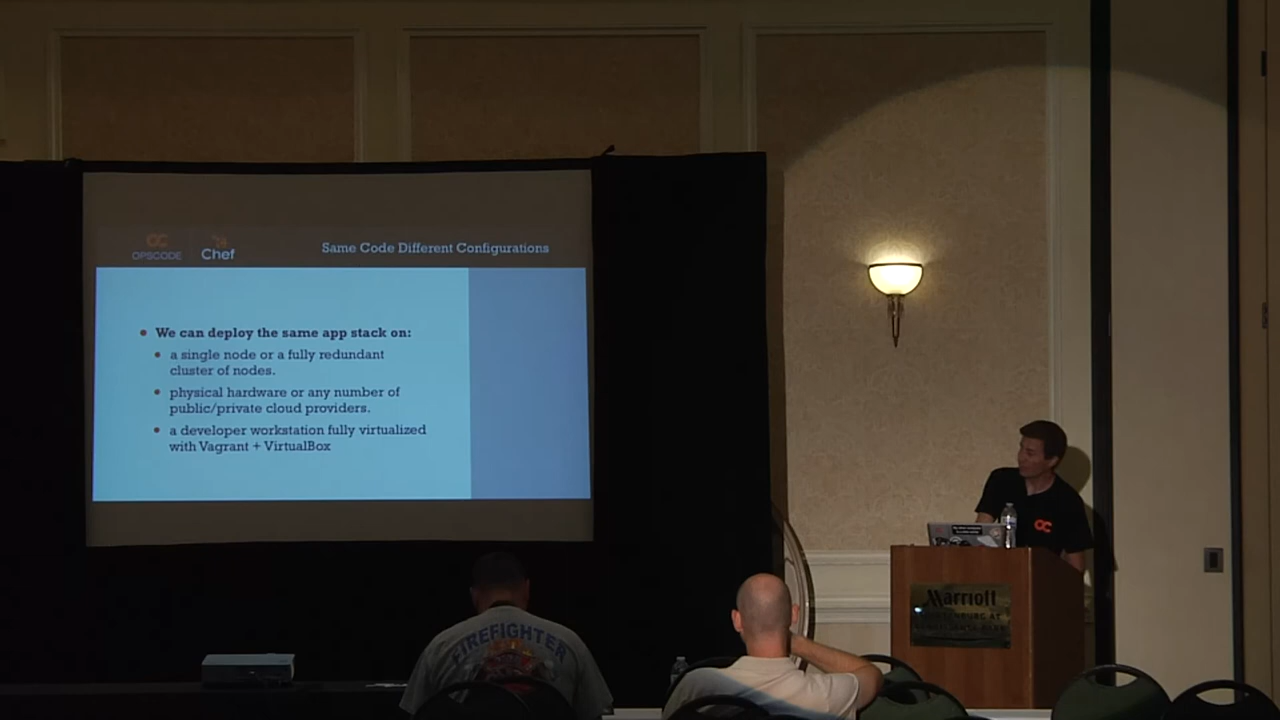 OPSCODE
Chef
Same Code Different Configurations
We can deploy the same app stack on:
a single node or a fully redundant
cluster of nodes.
physical hardware or any number of
public/private cloud providers.
a developer workstation fully virtualized
with Vagrant + VirtualBox
OC
FIREFIGHTER
Marriott